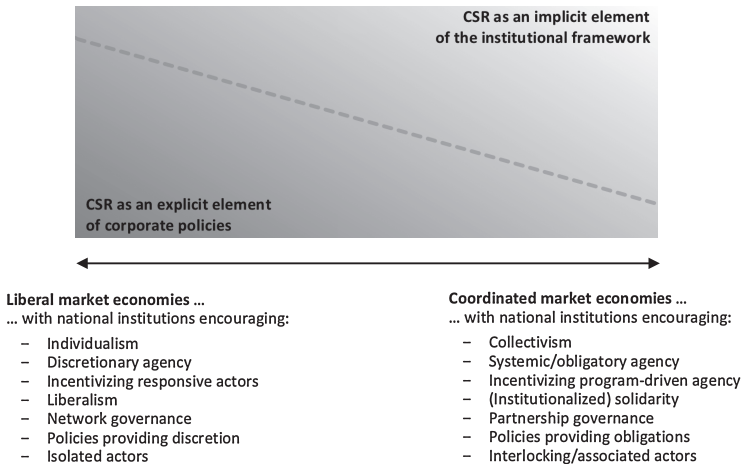 CSR as an implicit element
of the institutional framework
CSR as an explicit element
of corporate policies
Liberal market economies ...
... with national institutions encouraging:
– Individualism
– Discretionary agency
– Incentivizing responsive actors
– Liberalism
– Network governance
– Policies providing discretion
– Isolated actors
Coordinated market economies ...
... with national institutions encouraging:
– Collectivism
– Systemic/obligatory agency
– Incentivizing program-driven agency
– (Institutionalized) solidarity
– Partnership governance
– Policies providing obligations
– Interlocking/associated actors